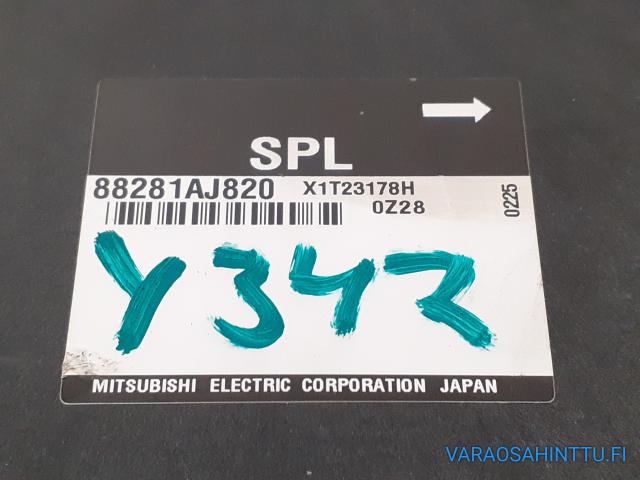 SPL
88281AJ820 X1T23178H
0Z28
0225
Y342
MITSUBISHI ELECTRIC CORPORATION JAPAN
VARAOSAHINTTU.FI